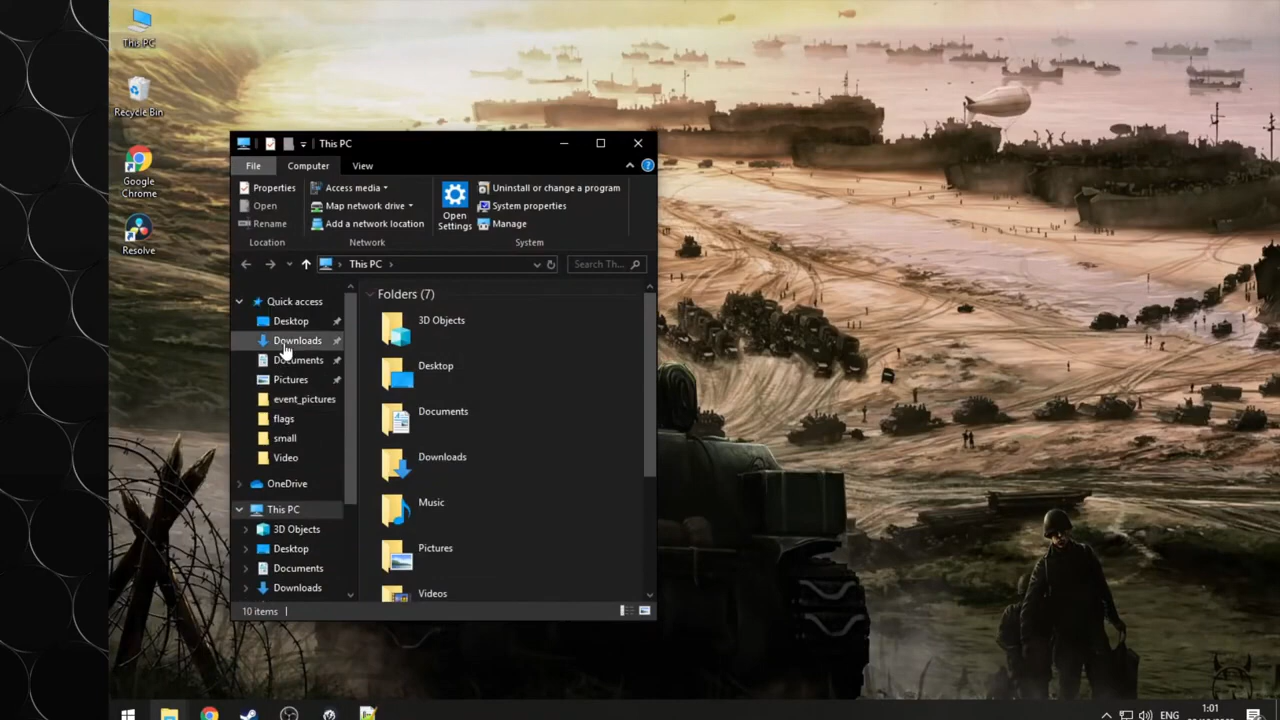 This PC
Recycle Bin
Google
Chrome
Resolve
This PC
File
Computer
View
Properties
Open
Rename
Location
Access media
Map network drive
Add a network location
Network
Open
Settings
Uninstall or change a program
System properties
Manage
System
This PC
Search Th...
Quick access
Desktop
Downloads
Documents
Pictures
event_pictures
flags
small
Video
OneDrive
This PC
3D Objects
Desktop
Documents
Downloads
Folders (7)
3D Objects
Desktop
Documents
Downloads
Music
Pictures
Videos
10 items
ENG
1:01